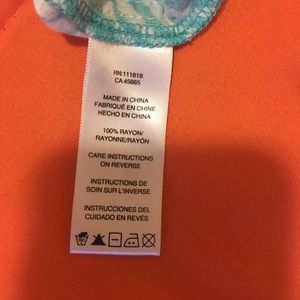 RN:111818
CA:45885
MADE IN CHINA
FABRIQUÉ EN CHINE
HECHO EN CHINA
100% RAYON/
RAYONNE/RAYÓN
CARE INSTRUCTIONS
ON REVERSE
INSTRUCTIONS DE
SOIN SUR L'INVERSE
INSTRUCCIONES DEL
CUIDADO EN REVÉS